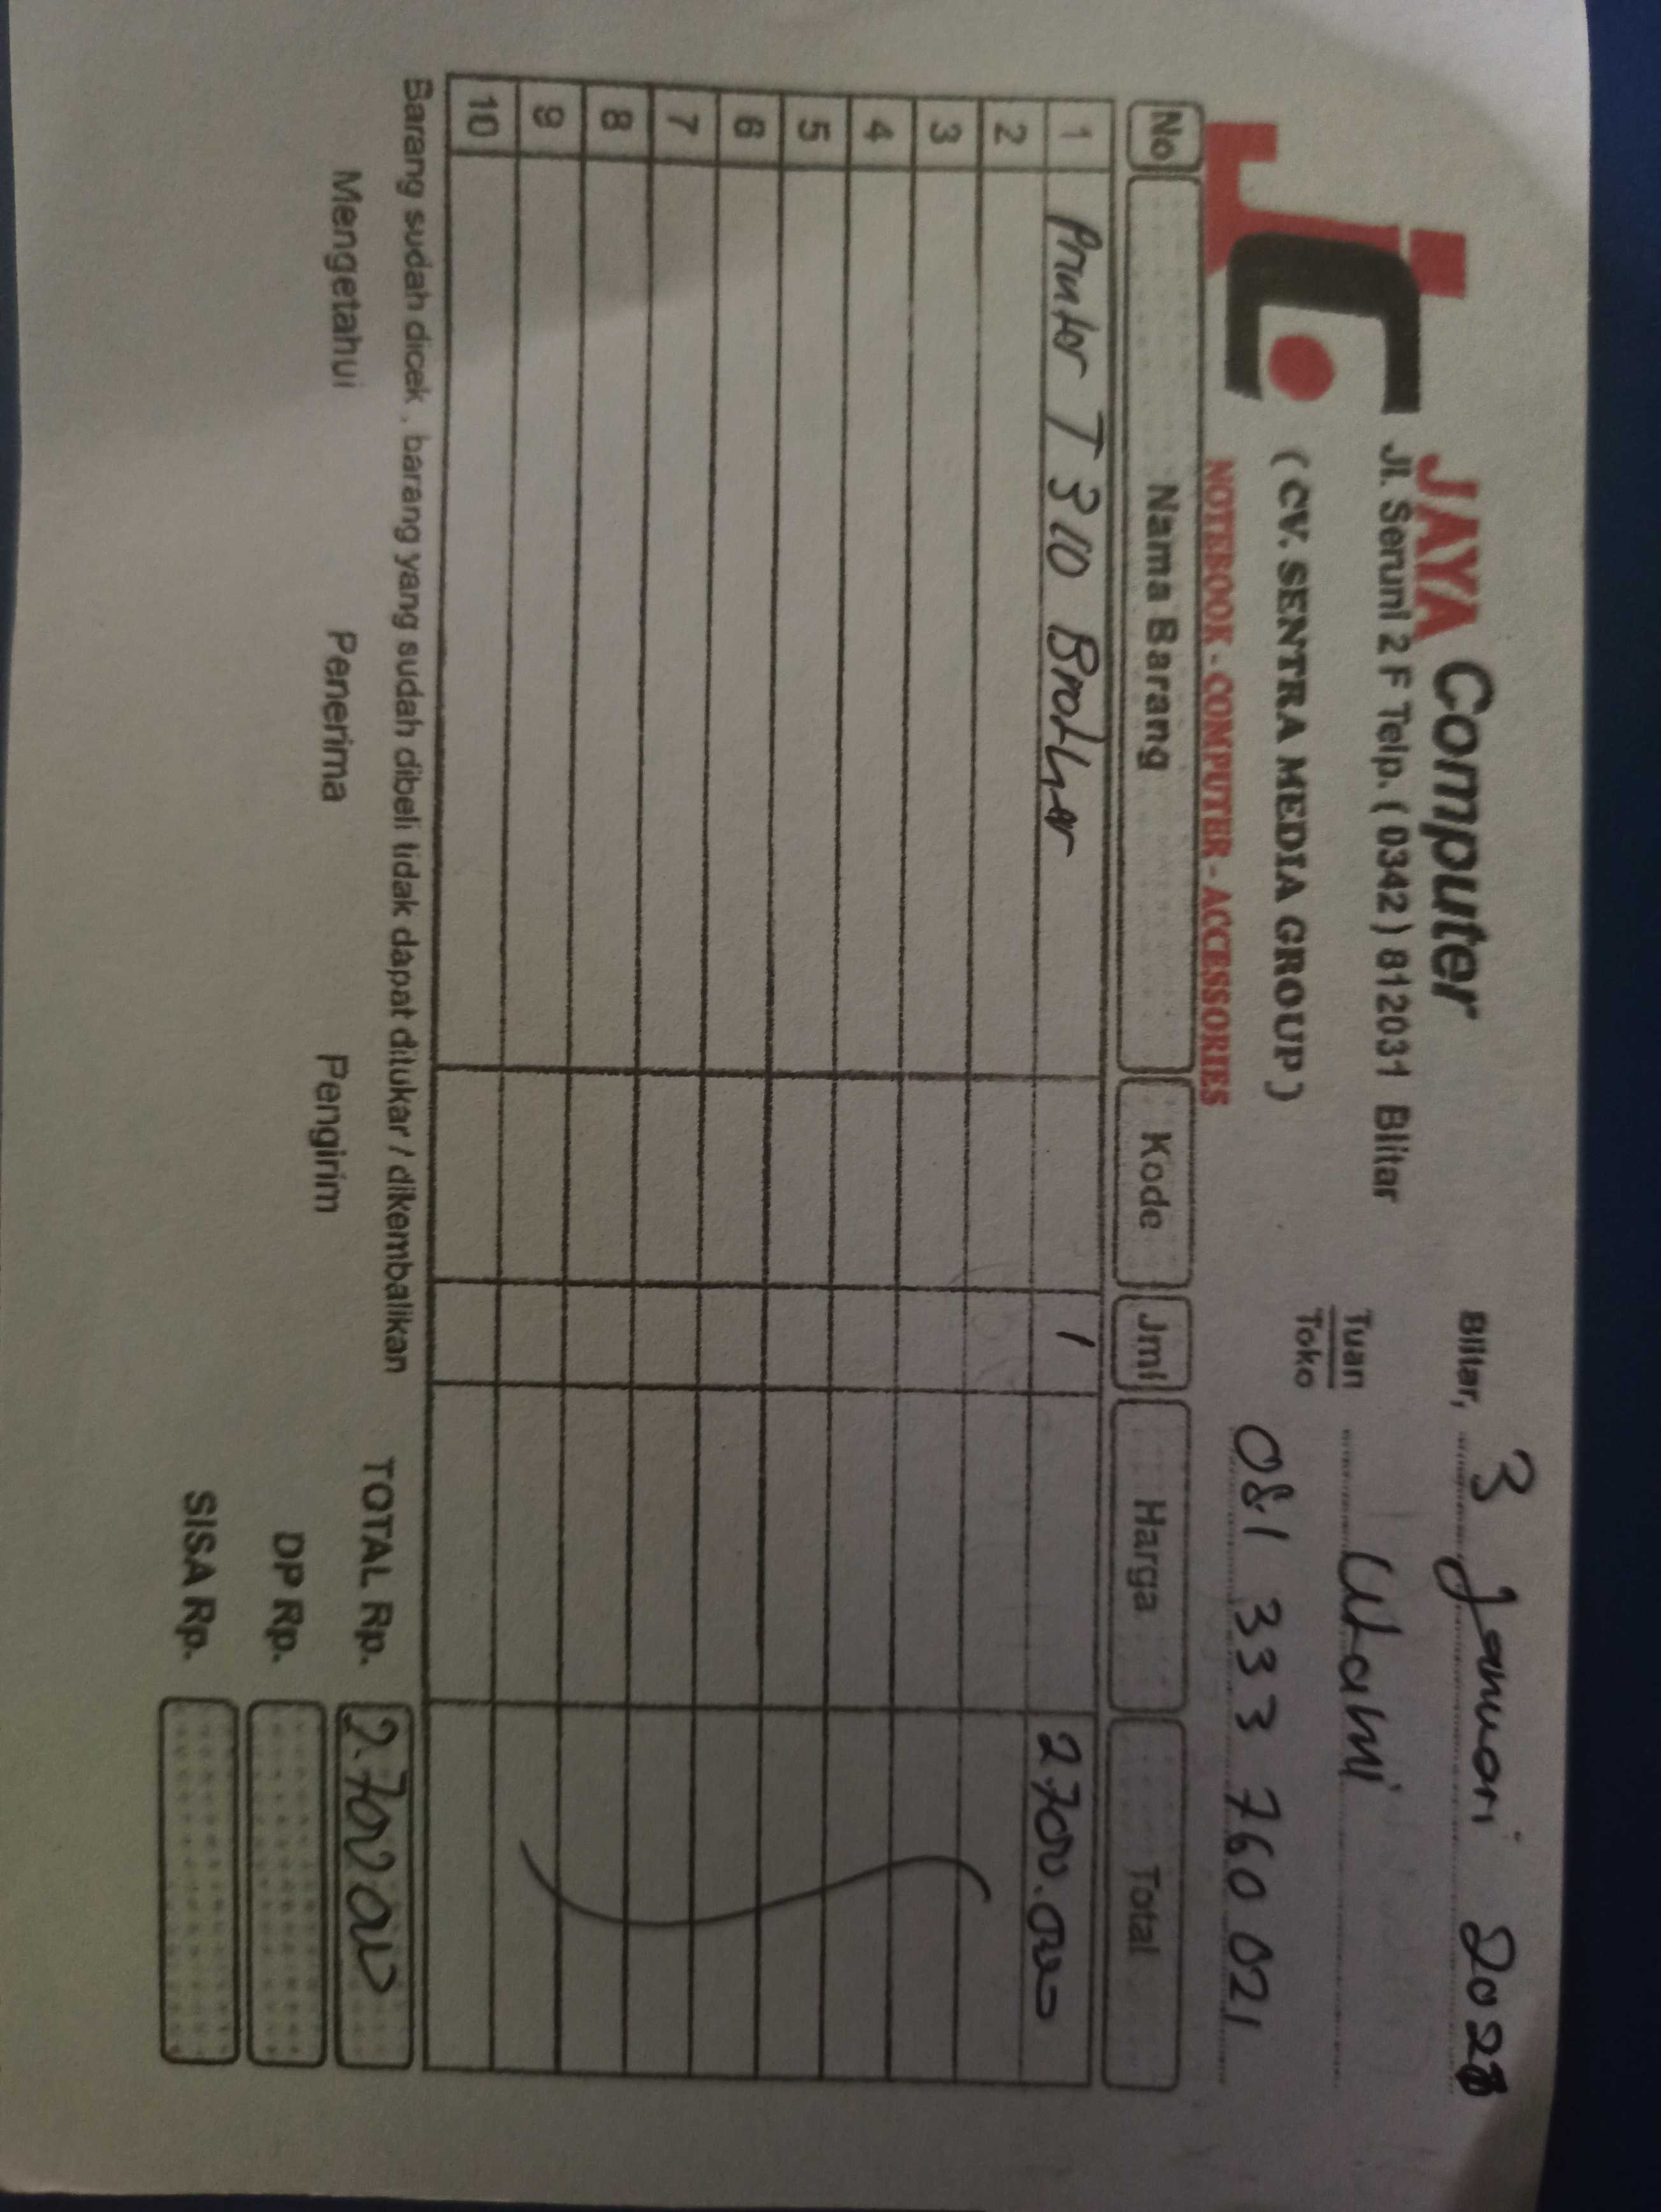 JAYA Computer
Jl. Seruni 2 F Telp. ( 0342 ) 812031 Blitar
( CV. SENTRA MEDIA GROUP )
NOTEBOOK - COMPUTER - ACCESSORIES
Blitar, 3 Januari
Tuan
Toko
Utami
081 333 760 021
No Nama Barang Kode Jml Harga Total
1 Printer T 310 Brother 1 2.700.000
2
3
4
5
6
7
8
9
10
Barang sudah dicek , barang yang sudah dibeli tidak dapat ditukar / dikembalikan
Mengetahui Penerima Pengirim
TOTAL Rp. 2.700.000
DP Rp.
SISA Rp.